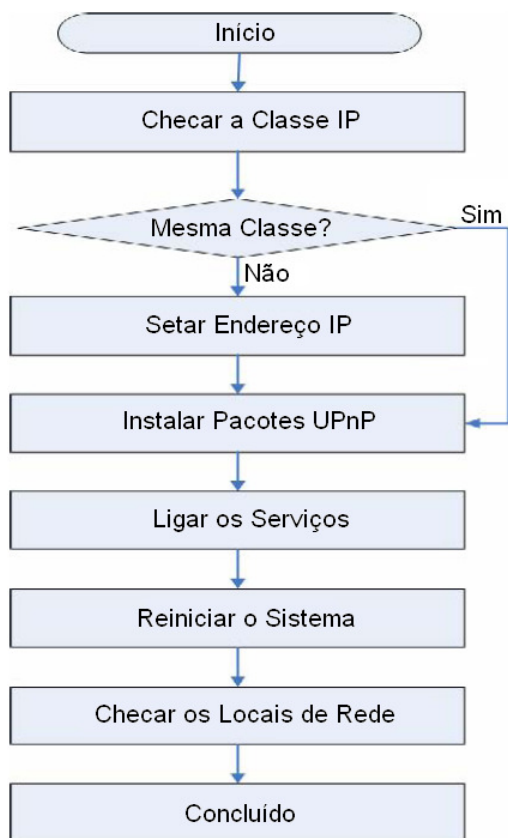 Início
Checar a Classe IP
Mesma Classe?
Sim
Não
Setar Endereço IP
Instalar Pacotes UPnP
Ligar os Serviços
Reiniciar o Sistema
Checar os Locais de Rede
Concluído